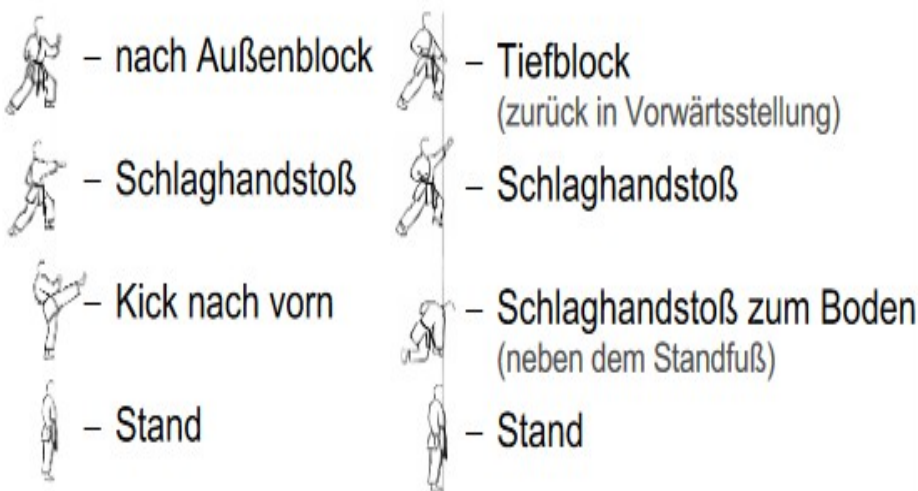 – nach Außenblock
– Schlaghandstoß
– Kick nach vorn
– Stand
– Tiefblock
(zurück in Vorwärtsstellung)
– Schlaghandstoß
– Schlaghandstoß zum Boden
(neben dem Standfuß)
– Stand